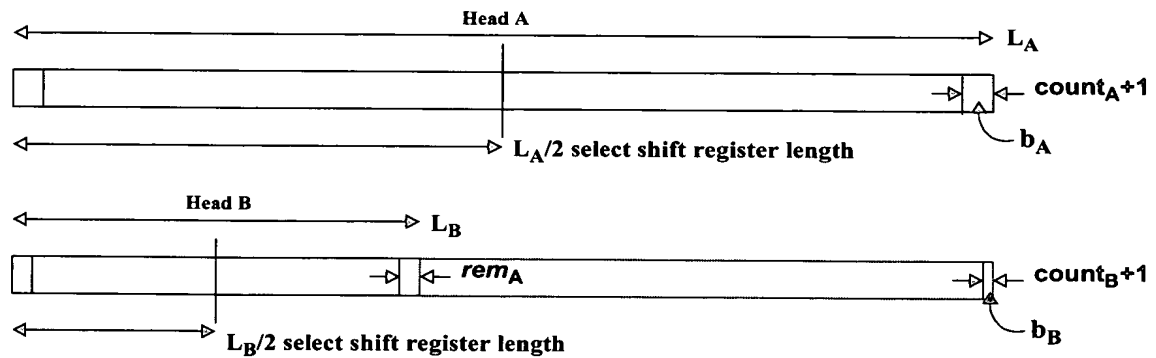 Head A
L_A
count_A+1
L_A/2 select shift register length
b_A
Head B
L_B
rem_A
count_B+1
L_B/2 select shift register length
b_B